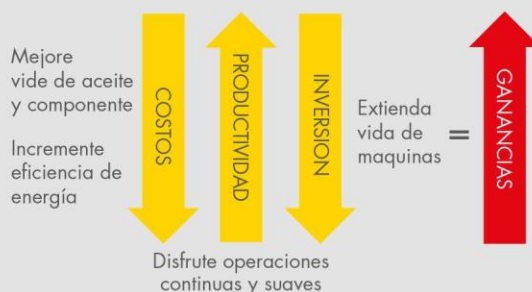 Mejore
vide de aceite
y componente
Incremente
eficiencia de
energía
COSTOS
PRODUCTIVIDAD
INVERSION
Extienda
vida de
maquinas
=
GANANCIAS
Disfrute operaciones
continuas y suaves